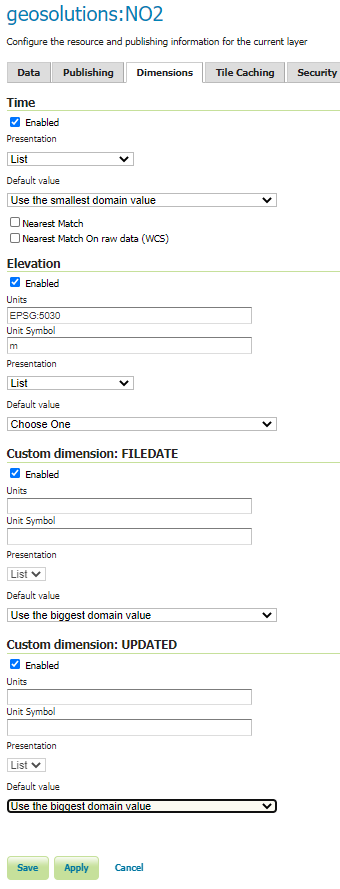 geosolutions:NO2
Configure the resource and publishing information for the current layer
Data Publishing Dimensions Tile Caching Security
Time
Enabled
Presentation
List
Default value
Use the smallest domain value
Nearest Match
Nearest Match On raw data (WCS)
Elevation
Enabled
Units
EPSG:5030
Unit Symbol
m
Presentation
List
Default value
Choose One
Custom dimension: FILEDATE
Enabled
Units
Unit Symbol
Presentation
List
Default value
Use the biggest domain value
Custom dimension: UPDATED
Enabled
Units
Unit Symbol
Presentation
List
Default value
Use the biggest domain value
Save Apply Cancel